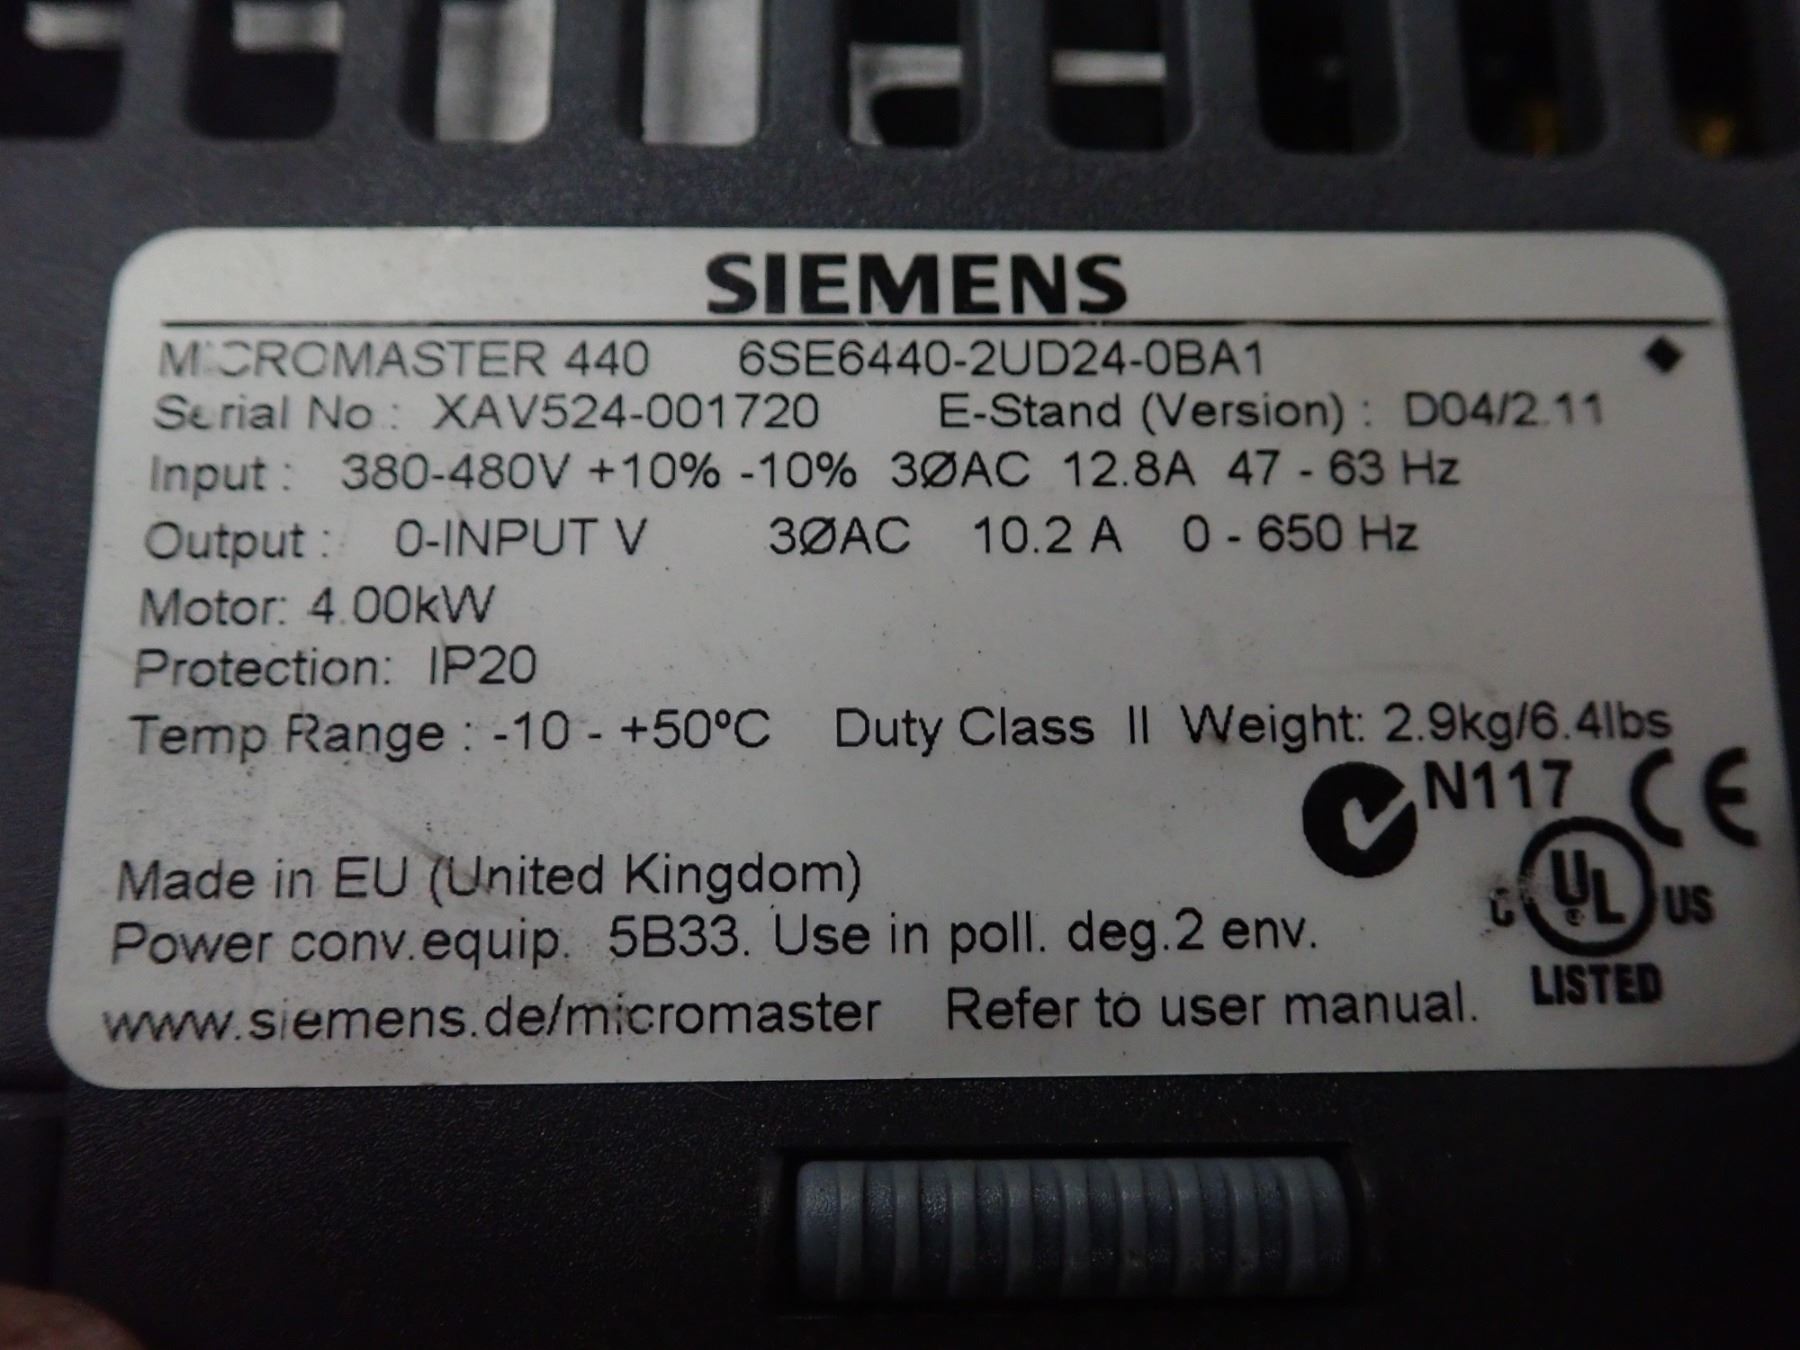 SIEMENS
MICROMASTER 440 6SE6440-2UD24-0BA1
Serial No : XAV524-001720 E-Stand (Version) : D04/2.11
Input : 380-480V +10% -10% 3ØAC 12.8A 47 - 63 Hz
Output : 0-INPUT V 3ØAC 10.2 A 0 - 650 Hz
Motor: 4.00kW
Protection: IP20
Temp Range : -10 - +50ºC Duty Class II Weight: 2.9kg/6.4lbs
N117 CE
Made in EU (United Kingdom)
C UL US
Power conv.equip. 5B33. Use in poll. deg.2 env.
LISTED
www.siemens.de/micromaster Refer to user manual.